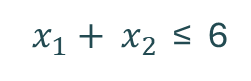 x₁ + x₂ ≤ 6